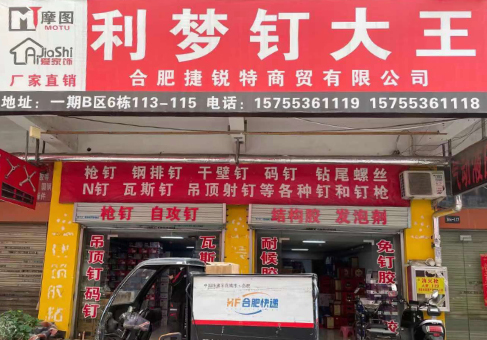 摩图
MOTU
JiaShi
厂家直销
利梦钉大王
合肥捷锐特商贸有限公司
地址：一期B区6栋113-115 电话：15755361119 15755361118
枪钉 钢排钉 干壁钉 码钉 钻尾螺丝
N钉 瓦斯钉 吊顶射钉等各种钉和钉枪
枪钉 自攻钉
结构胶 发泡剂
吊顶钉码钉
瓦斯
耐候胶
免钉胶
HF合肥快递